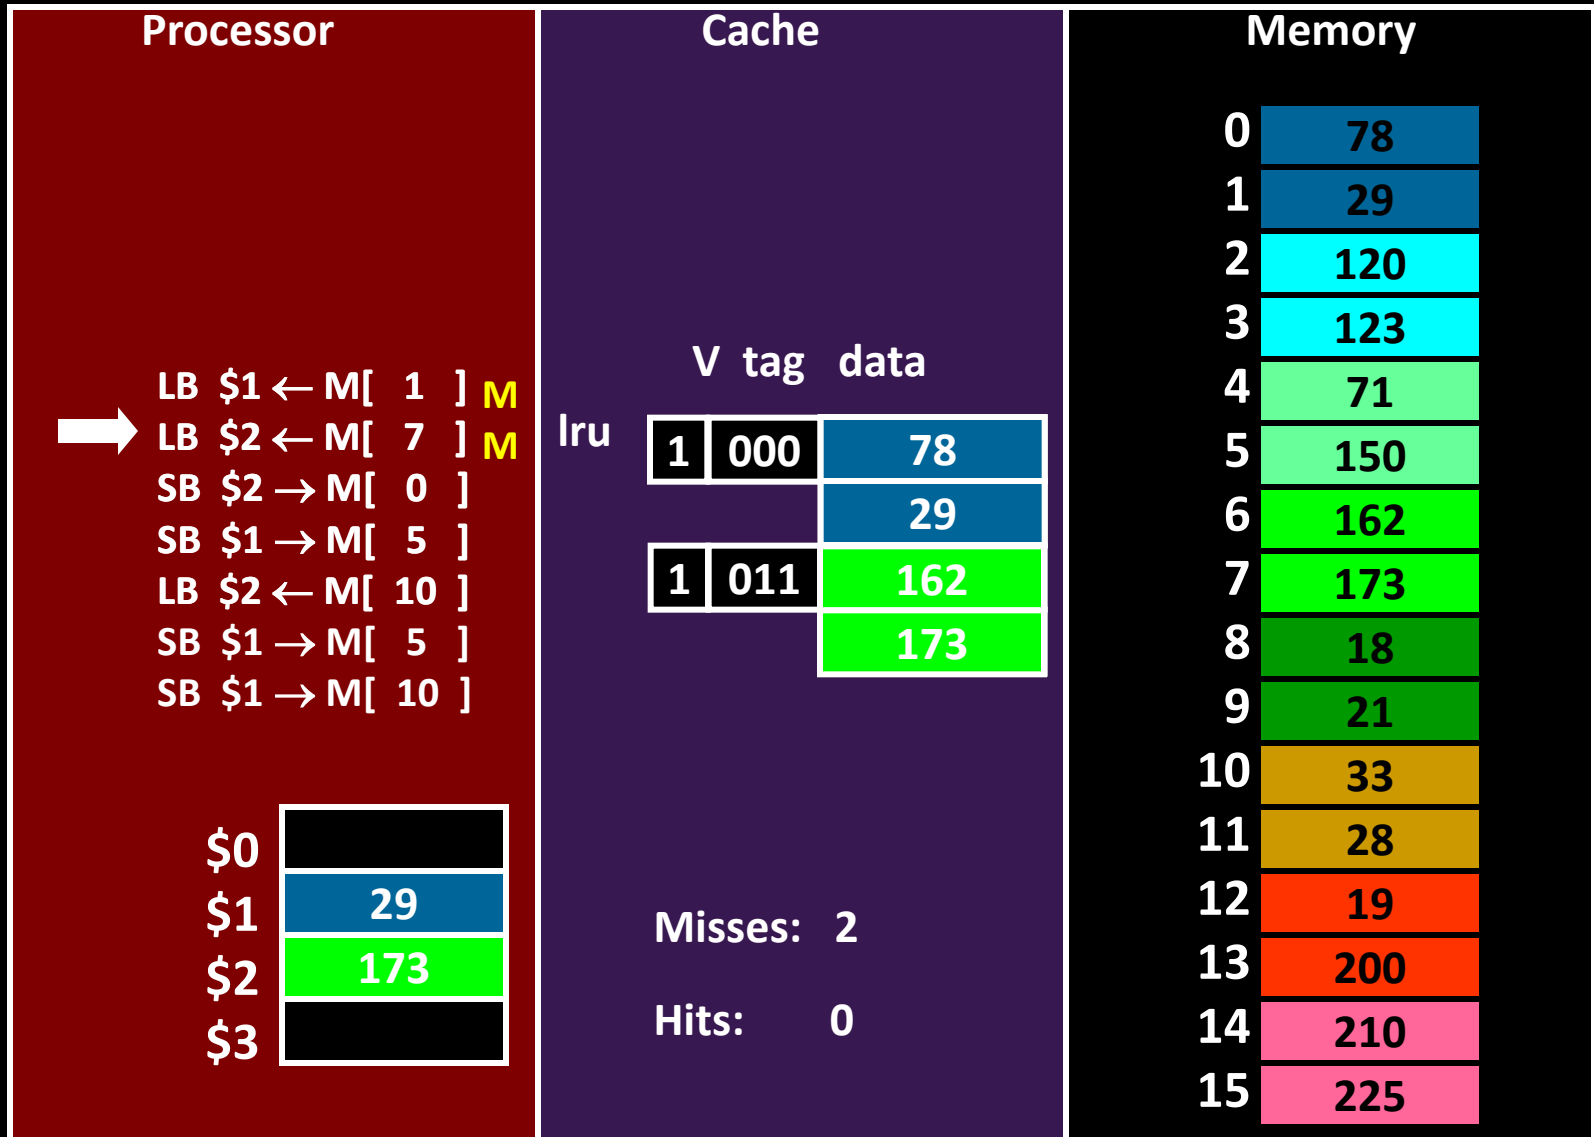 Processor
LB $1 ← M[ 1 ] M
LB $2 ← M[ 7 ] M
SB $2 → M[ 0 ]
SB $1 → M[ 5 ]
LB $2 ← M[ 10 ]
SB $1 → M[ 5 ]
SB $1 → M[ 10 ]
$0
$1 29
$2 173
$3
Cache
V tag data
lru 1 000 78
29
1 011 162
173
Misses: 2
Hits: 0
Memory
0 78
1 29
2 120
3 123
4 71
5 150
6 162
7 173
8 18
9 21
10 33
11 28
12 19
13 200
14 210
15 225